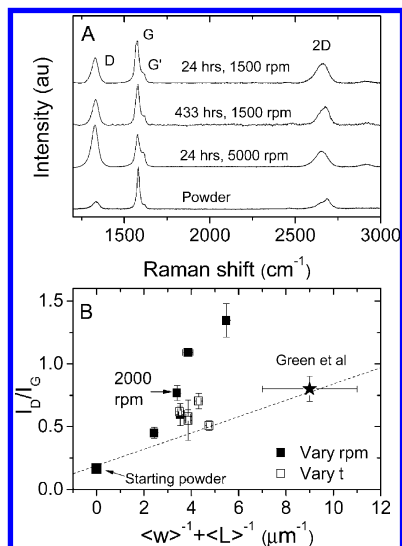 A
G
D
G'
2D
24 hrs, 1500 rpm
433 hrs, 1500 rpm
24 hrs, 5000 rpm
Powder
Intensity (au)
1500 2000 2500 3000
Raman shift (cm⁻¹)
B
1.5
1.0
0.5
0.0
I_D/I_G
2000
rpm
Green et al
Starting powder
Vary rpm
Vary t
0 2 4 6 8 10 12
<w>⁻¹+<L>⁻¹ (μm⁻¹)